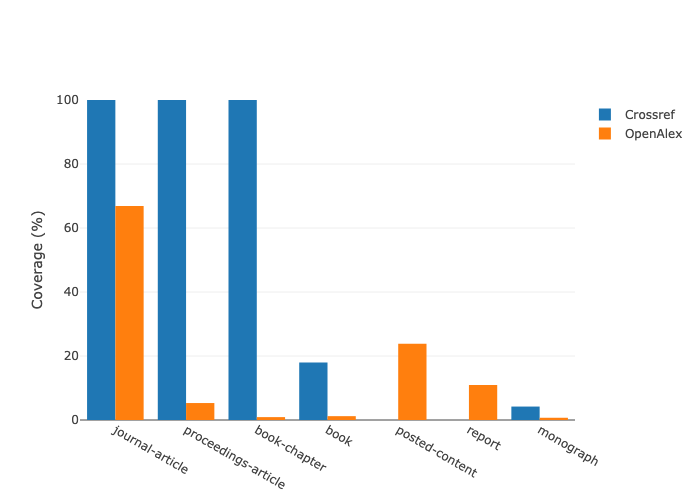 Crossref
OpenAlex
Coverage (%)
100
80
60
40
20
0
journal-article
proceedings-article
book-chapter
book
posted-content
report
monograph